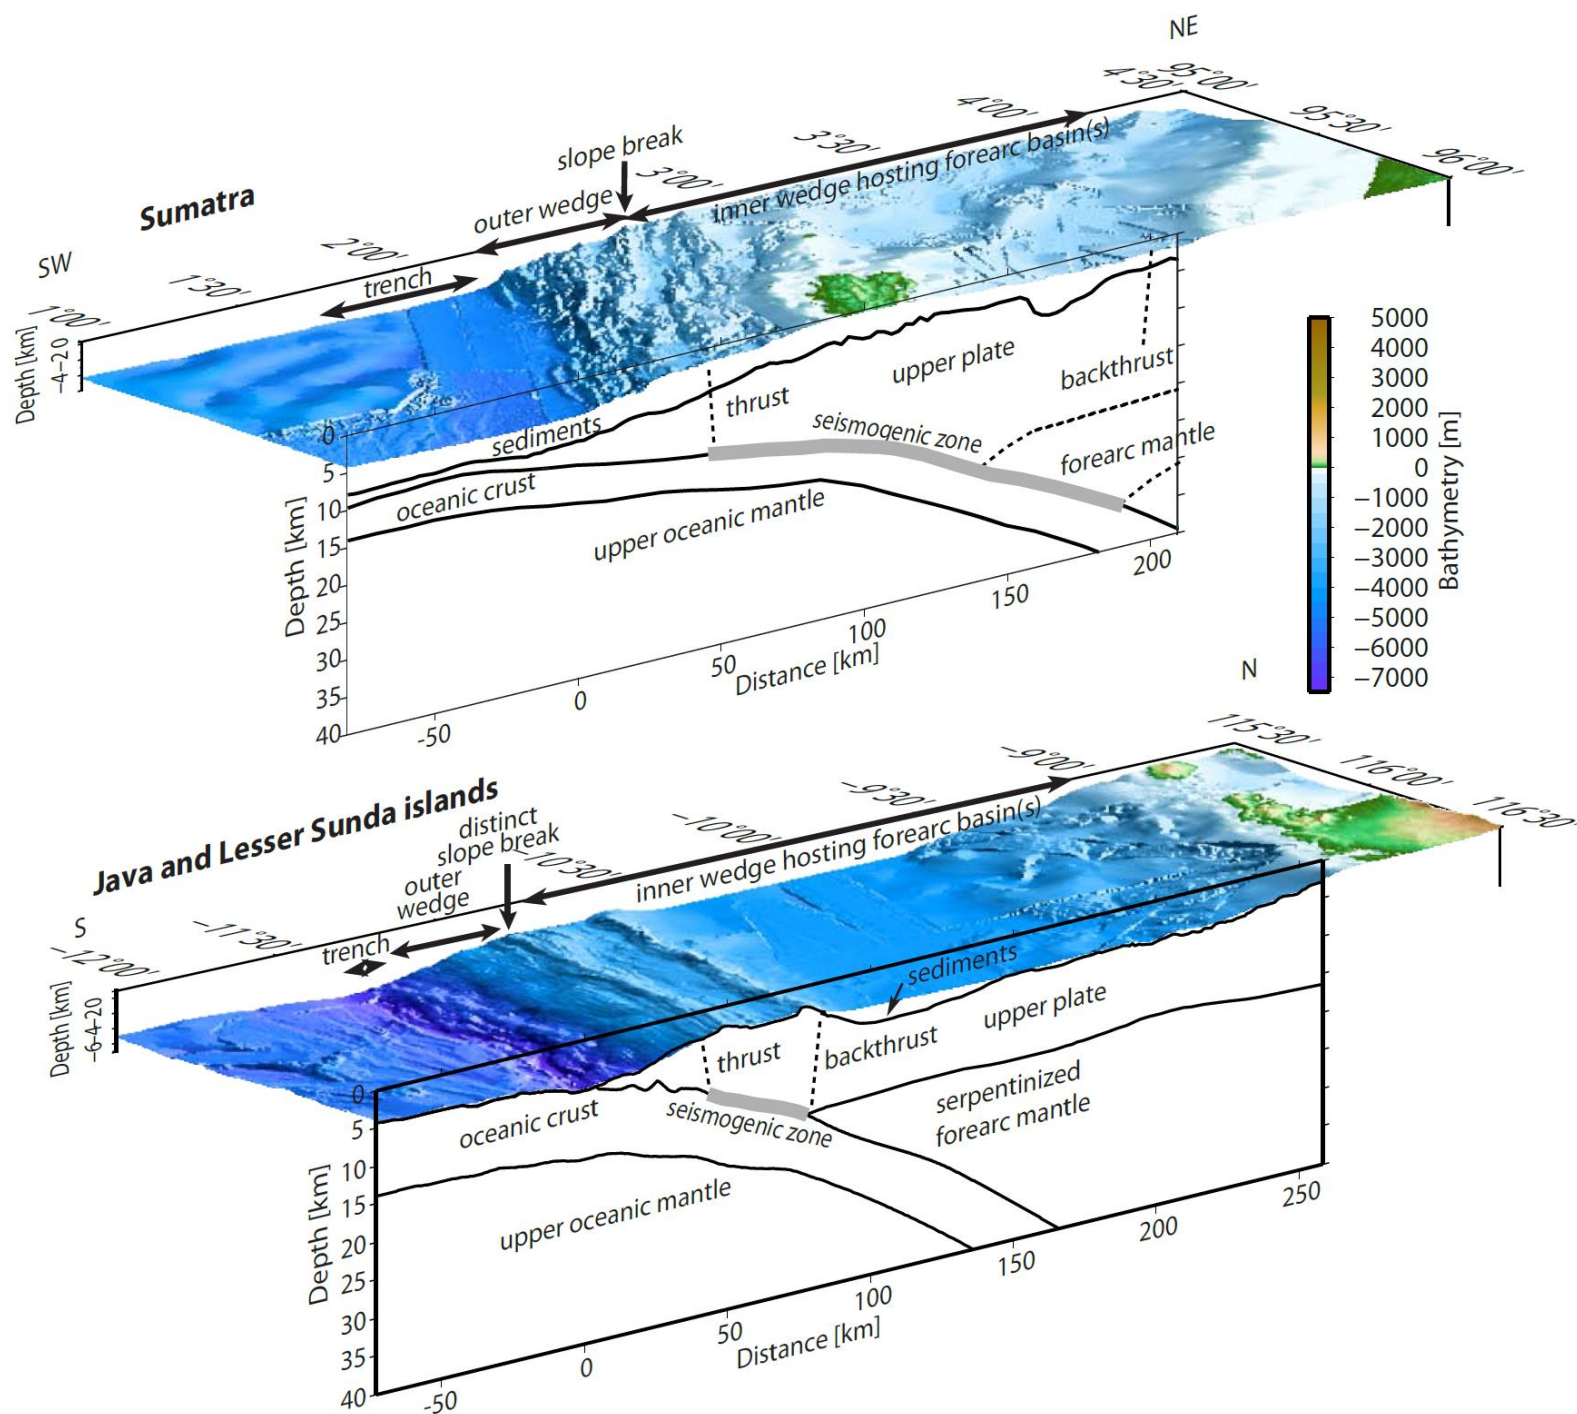 NE
95°00'
4°30'
95°30'
96°00'
4°00'
3°30'
3°00'
slope break
inner wedge hosting forearc basin(s)
outer wedge
Sumatra
SW
2°00'
1°30'
1°00'
trench
Depth [km]
0
−2
−4
sediments
thrust
upper plate
backthrust
seismogenic zone
forearc mantle
oceanic crust
upper oceanic mantle
Depth [km]
0
5
10
15
20
25
30
35
40
-50
0
50
100
150
200
Distance [km]
5000
4000
3000
2000
1000
0
−1000
−2000
−3000
−4000
−5000
−6000
−7000
Bathymetry [m]
N
115°30'
116°00'
116°30'
−9°00'
−9°30'
−10°00'
−10°30'
Java and Lesser Sunda islands
distinct
slope break
outer
wedge
inner wedge hosting forearc basin(s)
S
−11°30'
−12°00'
trench
Depth [km]
0
−2
−4
−6
sediments
thrust
backthrust
upper plate
oceanic crust
seismogenic zone
serpentinized
forearc mantle
upper oceanic mantle
Depth [km]
0
5
10
15
20
25
30
35
40
-50
0
50
100
150
200
250
Distance [km]